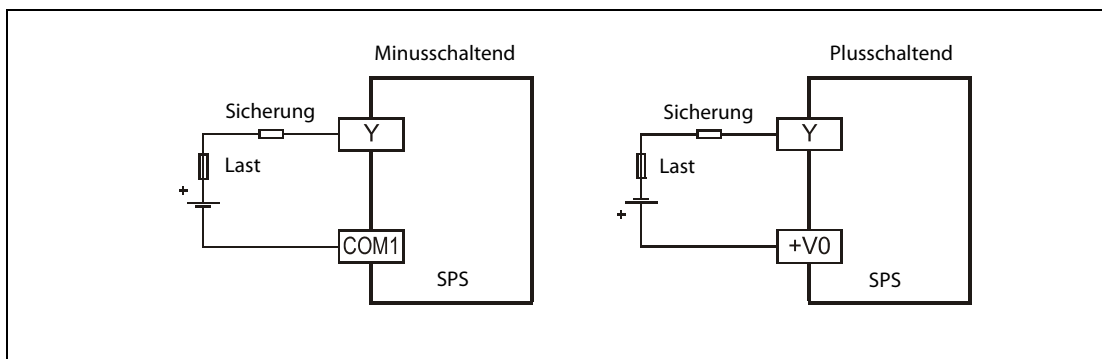 Minusschaltend
Sicherung
Y
Last
+
COM1
SPS
Plusschaltend
Sicherung
Y
Last
+
+V0
SPS